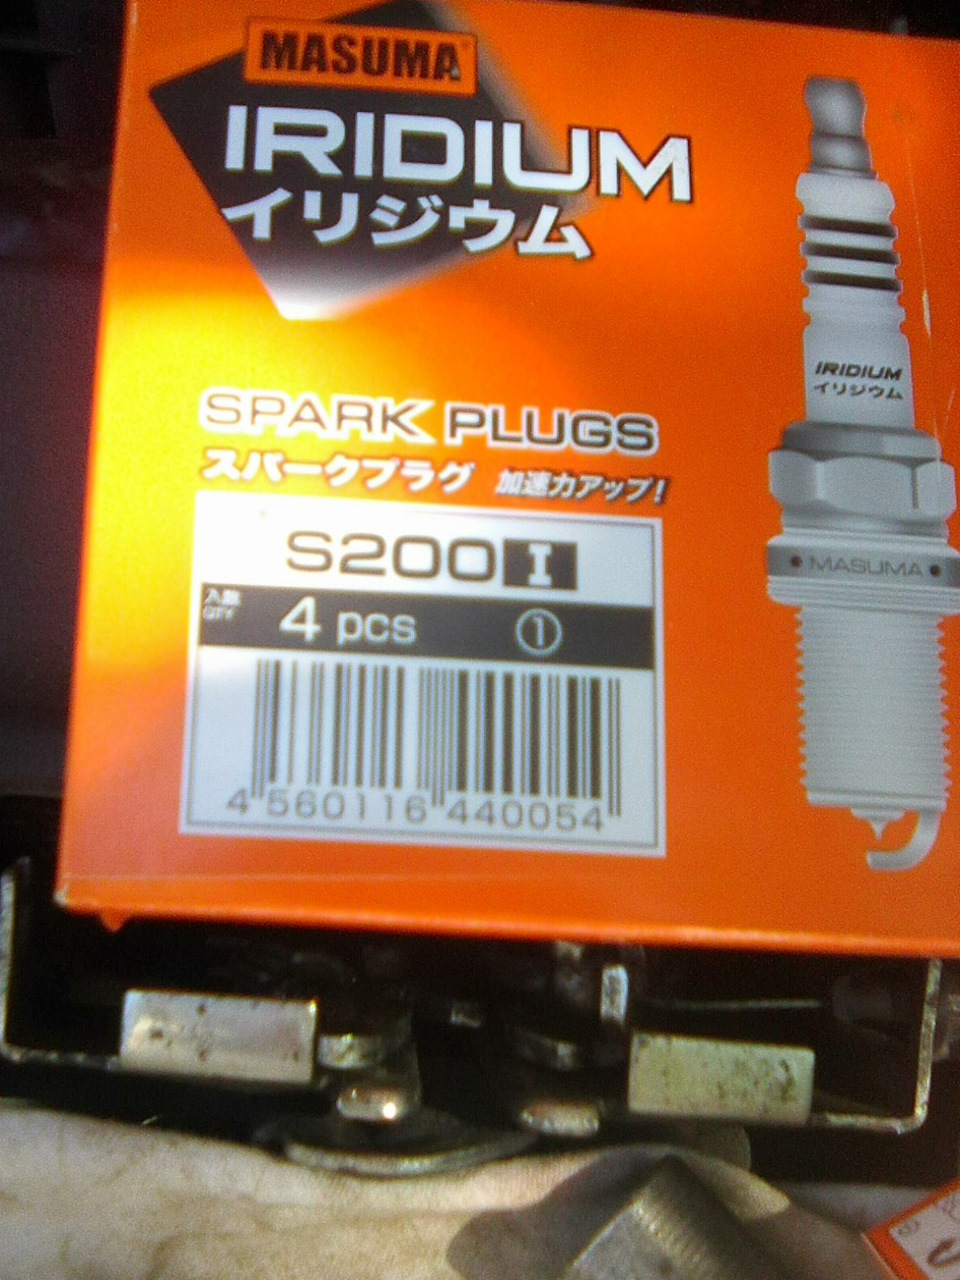 MASUMA
IRIDIUM
イリジウム
SPARK PLUGS
スパークプラグ 加速力アップ!
S200 I
入数
QTY
4 pcs ①
4 560116 440054
IRIDIUM
イリジウム
MASUMA